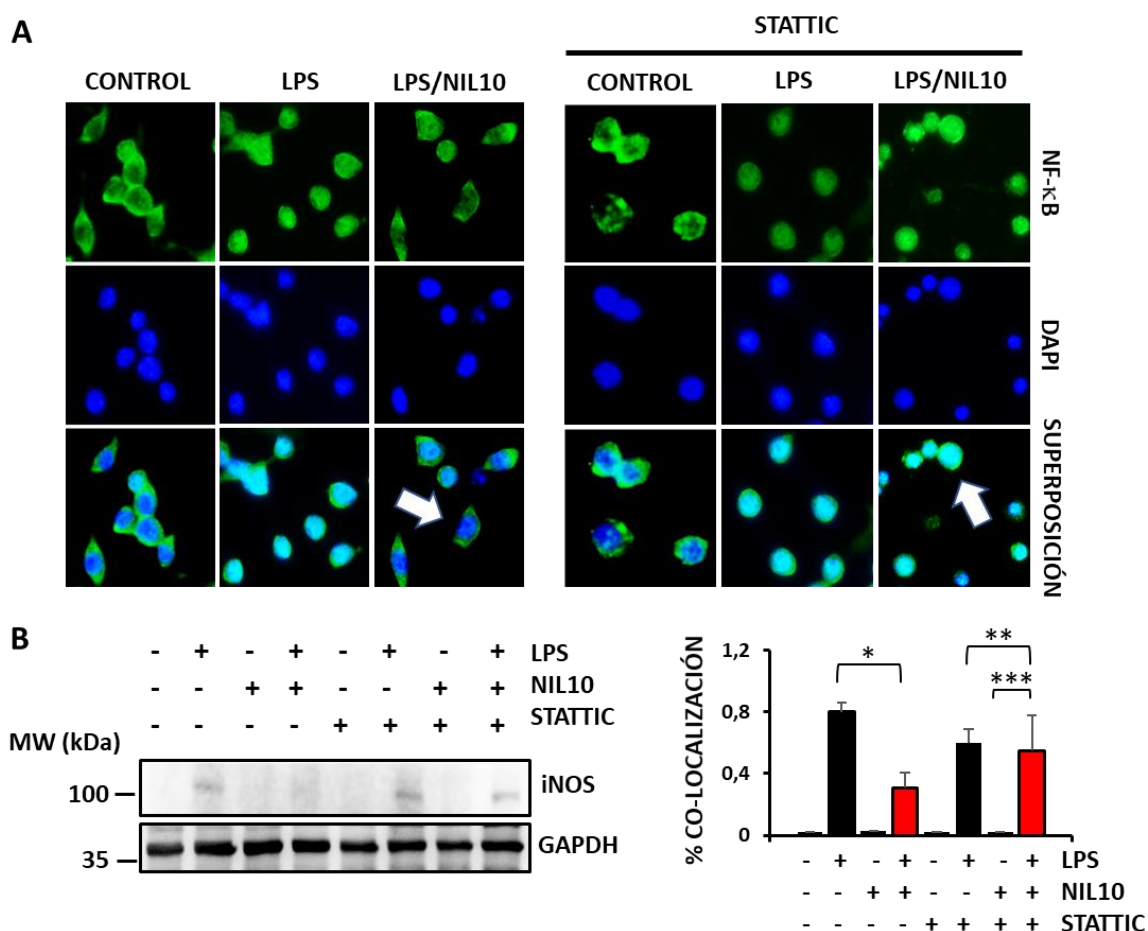 A
STATTIC
CONTROL LPS LPS/NIL10 CONTROL LPS LPS/NIL10
NF-κB
DAPI
SUPERPOSICIÓN
B
- + - + - + - + LPS
- - + + - - + + NIL10
- - - - + + + + STATTIC
MW (kDa)
100
iNOS
35
GAPDH
% CO-LOCALIZACIÓN
1,2
0,8
0,4
0
*
**
***
- + - + - + - + LPS
- - + + - - + + NIL10
- - - - + + + + STATTIC